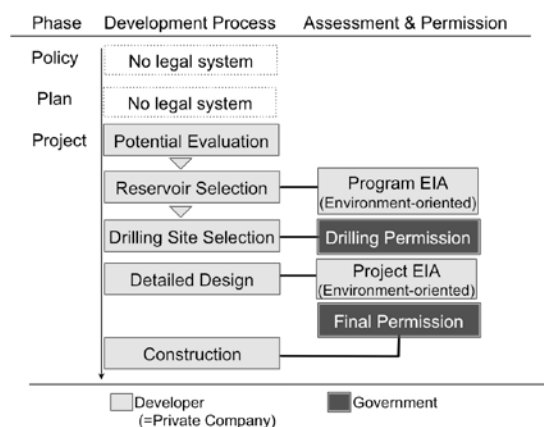 Phase Development Process Assessment & Permission
Policy No legal system
Plan No legal system
Project Potential Evaluation
Reservoir Selection Program EIA
(Environment-oriented)
Drilling Site Selection Drilling Permission
Detailed Design Project EIA
(Environment-oriented)
Final Permission
Construction
Developer Government
(=Private Company)